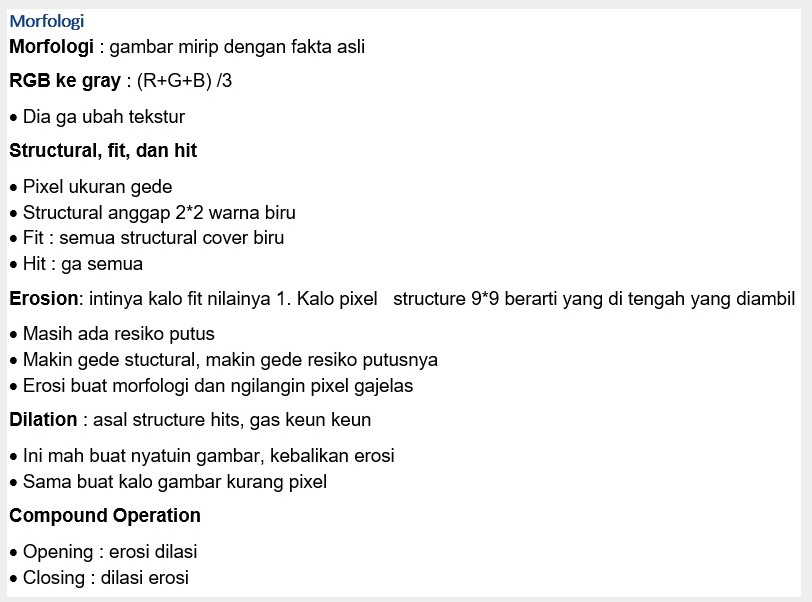 Morfologi
Morfologi : gambar mirip dengan fakta asli
RGB ke gray : (R+G+B) /3
• Dia ga ubah tekstur
Structural, fit, dan hit
• Pixel ukuran gede
• Structural anggap 2*2 warna biru
• Fit : semua structural cover biru
• Hit : ga semua
Erosion: intinya kalo fit nilainya 1. Kalo pixel structure 9*9 berarti yang di tengah yang diambil
• Masih ada resiko putus
• Makin gede stuctural, makin gede resiko putusnya
• Erosi buat morfologi dan ngilangin pixel gajelas
Dilation : asal structure hits, gas keun keun
• Ini mah buat nyatuin gambar, kebalikan erosi
• Sama buat kalo gambar kurang pixel
Compound Operation
• Opening : erosi dilasi
• Closing : dilasi erosi